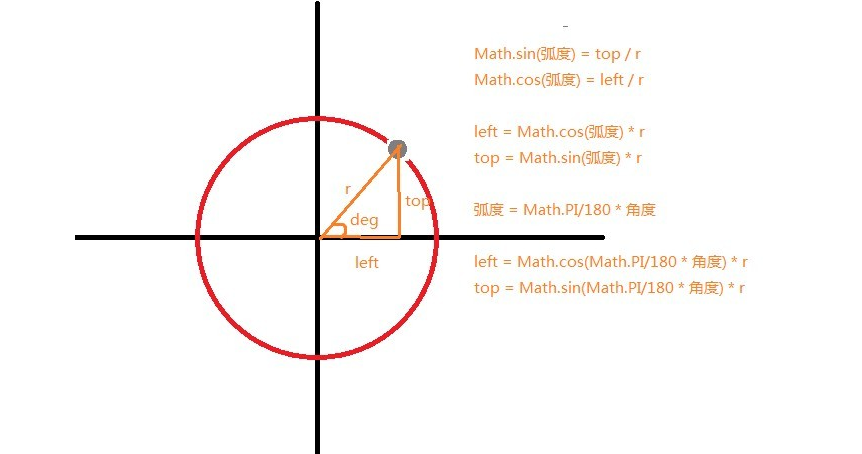 Math.sin(弧度) = top / r
Math.cos(弧度) = left / r
left = Math.cos(弧度) * r
top = Math.sin(弧度) * r
弧度 = Math.PI/180 * 角度
left = Math.cos(Math.PI/180 * 角度) * r
top = Math.sin(Math.PI/180 * 角度) * r
r
top
deg
left